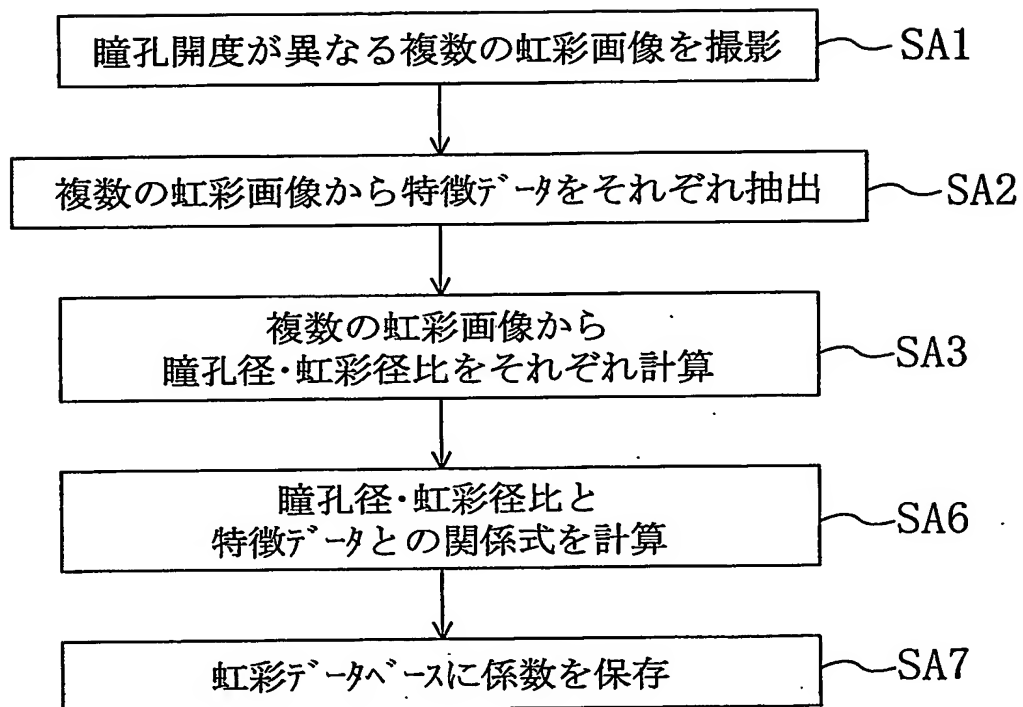 瞳孔開度が異なる複数の虹彩画像を撮影
SA1
複数の虹彩画像から特徴ﾃﾞｰﾀをそれぞれ抽出
SA2
複数の虹彩画像から
瞳孔径・虹彩径比をそれぞれ計算
SA3
瞳孔径・虹彩径比と
特徴ﾃﾞｰﾀとの関係式を計算
SA6
虹彩ﾃﾞｰﾀﾍﾞｰｽに係数を保存
SA7